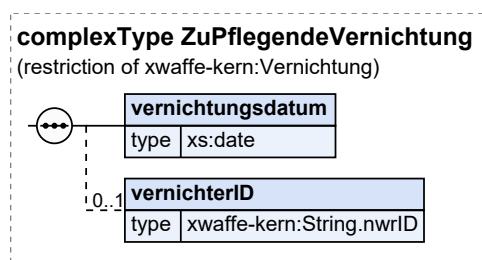 complexType ZuPflegendeVernichtung
(restriction of xwaffe-kern:Vernichtung)
vernichtungsdatum
type xs:date
0..1 vernichterID
type xwaffe-kern:String.nwrID